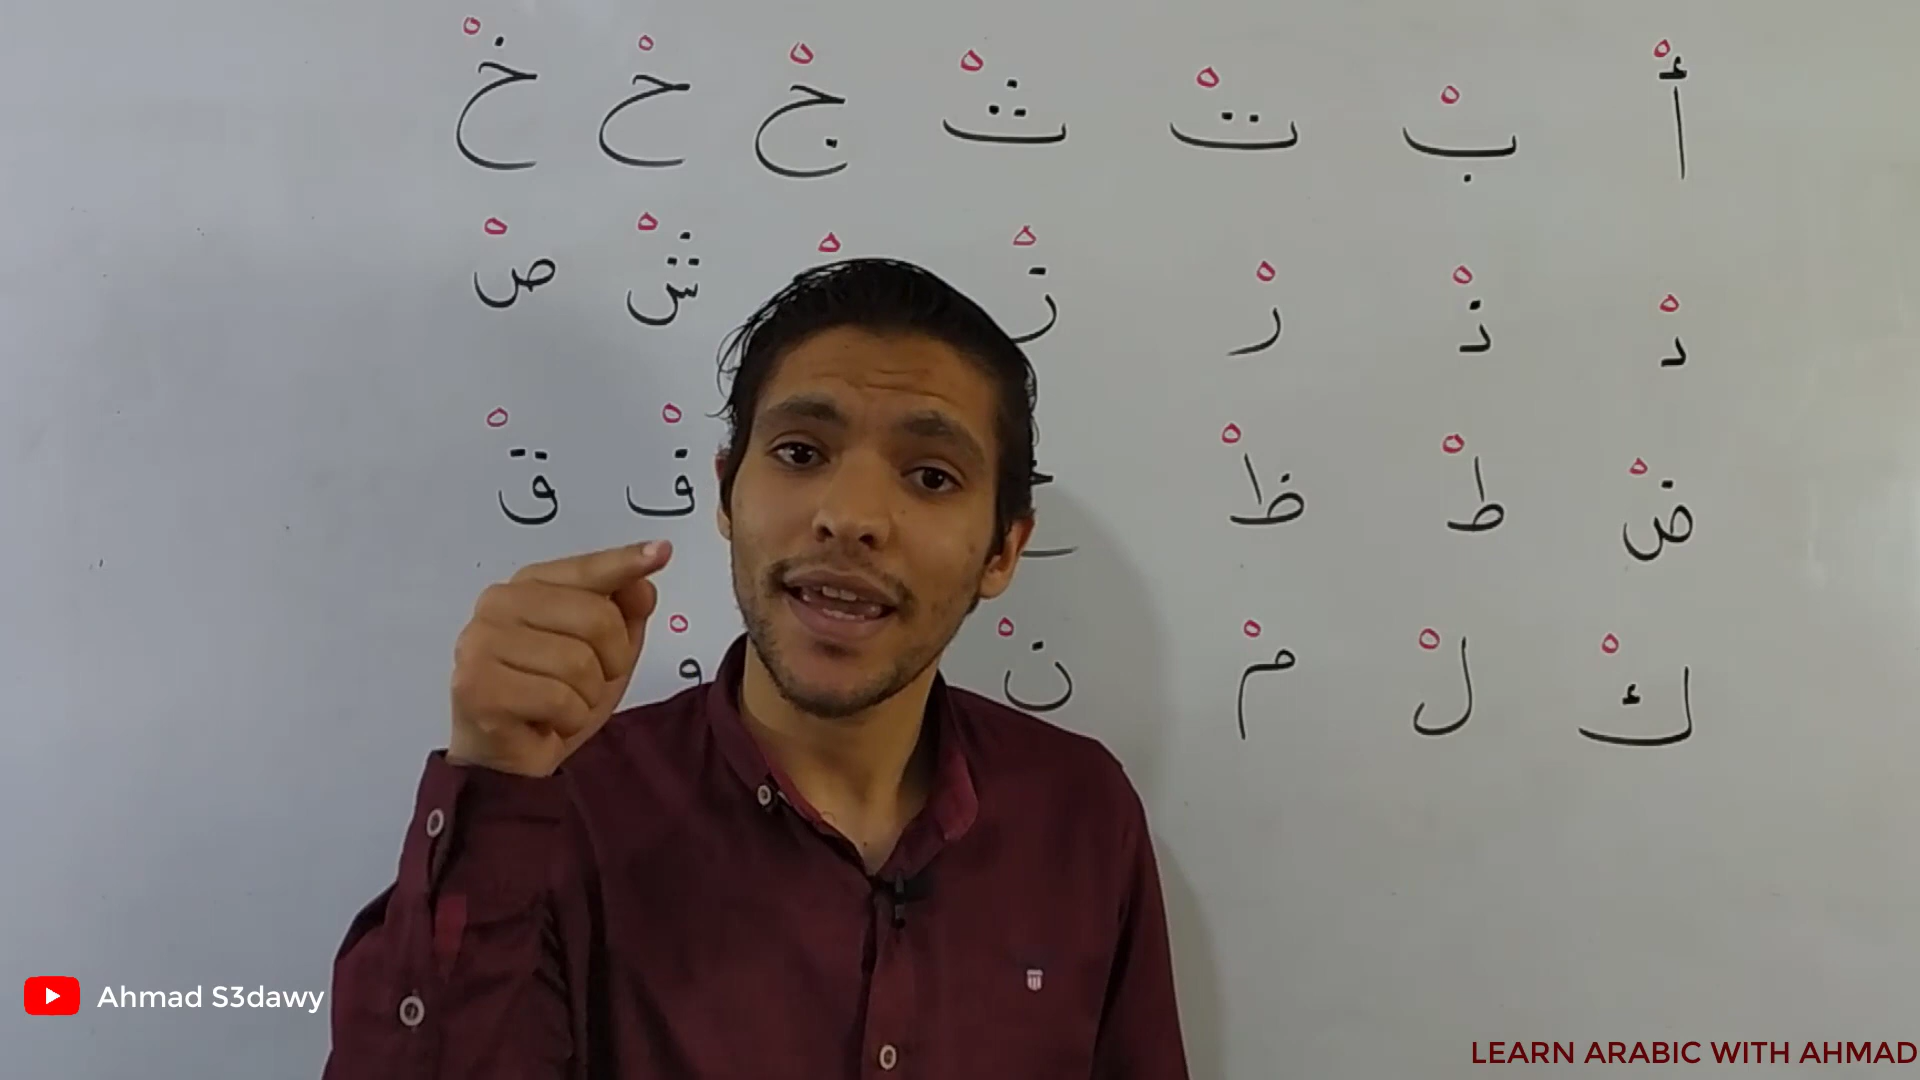 أْ بْ تْ ثْ جْ حْ خْ
دْ ذْ رْ زْ شْ صْ
ضْ طْ ظْ فْ قْ
كْ لْ مْ نْ وْ
Ahmad S3dawy
LEARN ARABIC WITH AHMAD